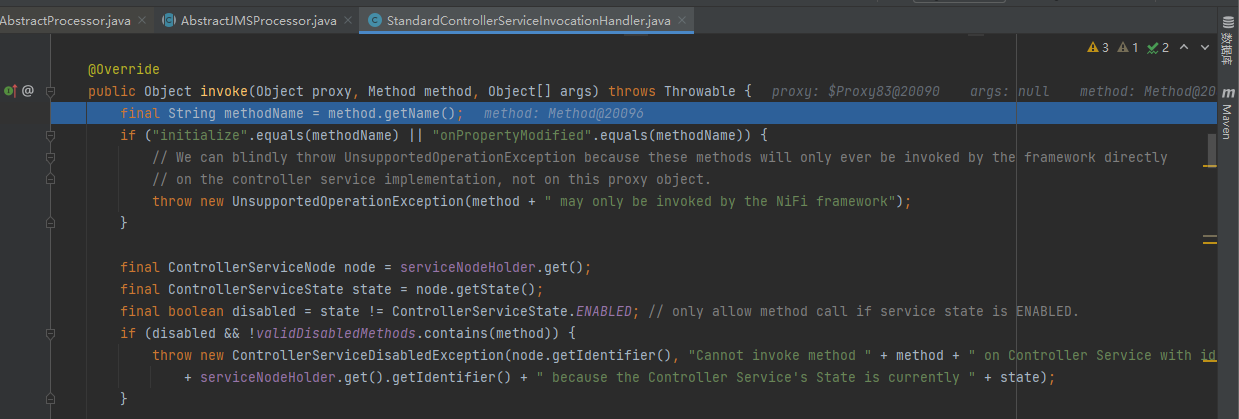 AbstractProcessor.java × AbstractJMSProcessor.java × StandardControllerServiceInvocationHandler.java ×
3 1 2
@Override
public Object invoke(Object proxy, Method method, Object[] args) throws Throwable { proxy: $Proxy83@20090 args: null method: Method@20
final String methodName = method.getName(); method: Method@20096
if ("initialize".equals(methodName) || "onPropertyModified".equals(methodName)) {
// We can blindly throw UnsupportedOperationException because these methods will only ever be invoked by the framework directly
// on the controller service implementation, not on this proxy object.
throw new UnsupportedOperationException(method + " may only be invoked by the NiFi framework");
}
final ControllerServiceNode node = serviceNodeHolder.get();
final ControllerServiceState state = node.getState();
final boolean disabled = state != ControllerServiceState.ENABLED; // only allow method call if service state is ENABLED.
if (disabled && !validDisabledMethods.contains(method)) {
throw new ControllerServiceDisabledException(node.getIdentifier(), "Cannot invoke method " + method + " on Controller Service with id
+ serviceNodeHolder.get().getIdentifier() + " because the Controller Service's State is currently " + state);
}
数据库
Maven